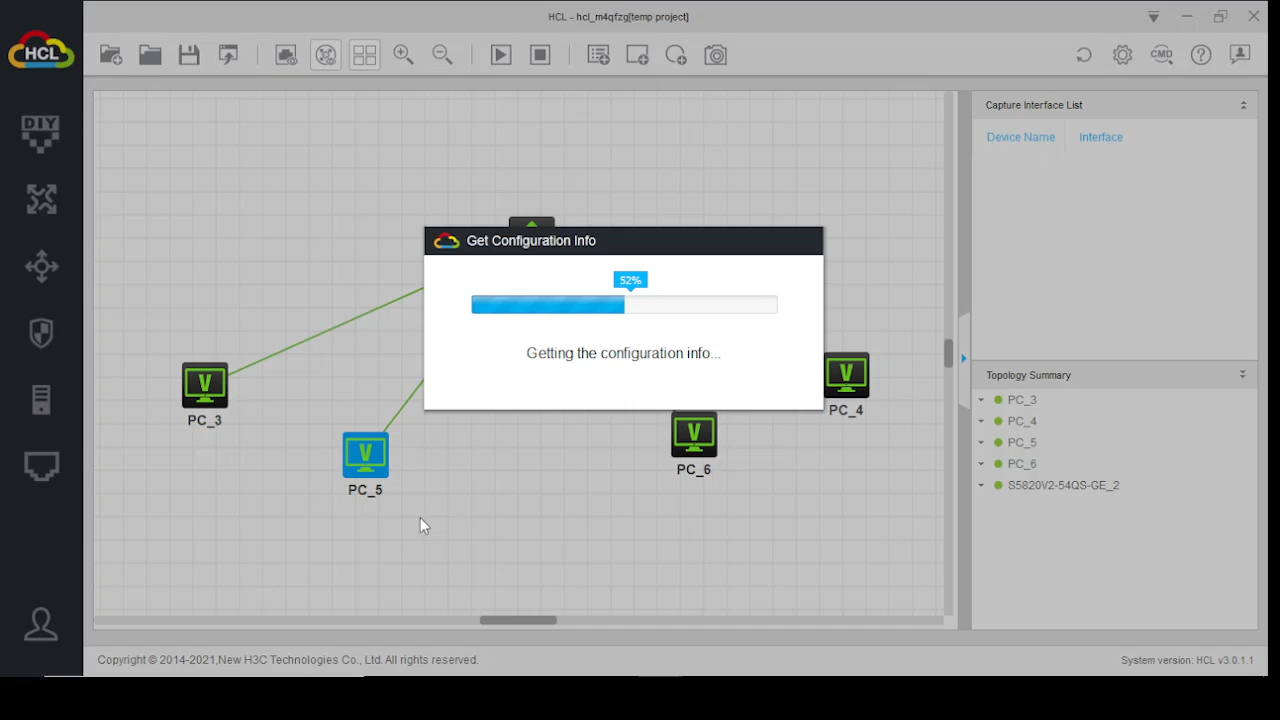 HCL - hcl_m4qfzg[temp project]
HCL
CMD
DIY
Capture Interface List
Device Name Interface
Get Configuration Info
52%
Getting the configuration info...
V
PC_3
V
PC_4
V
PC_5
V
PC_6
Topology Summary
PC_3
PC_4
PC_5
PC_6
S5820V2-54QS-GE_2
Copyright © 2014-2021,New H3C Technologies Co., Ltd. All rights reserved.
System version: HCL v3.0.1.1